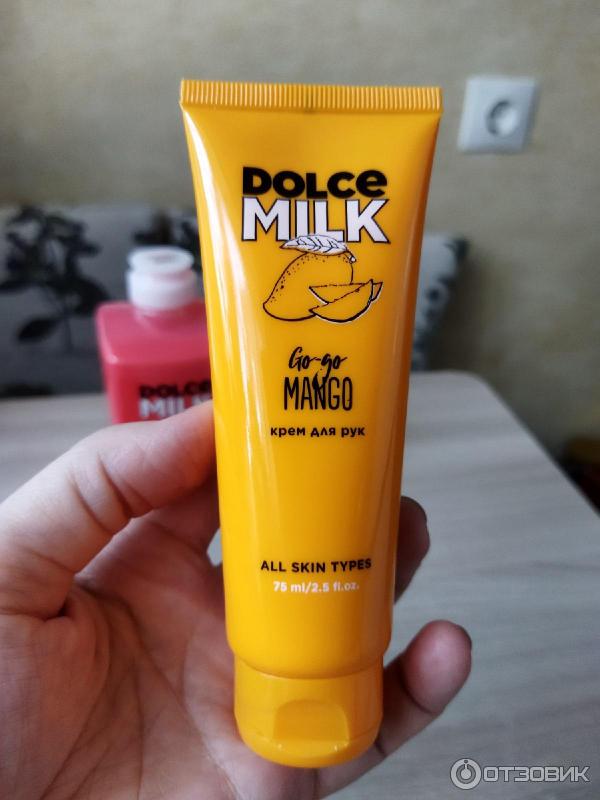 DOLCE
MILK
Go-go
MANGO
крем для рук
ALL SKIN TYPES
75 ml/2.5 fl.oz.
DOLCE
MILK
ОТЗОВИК